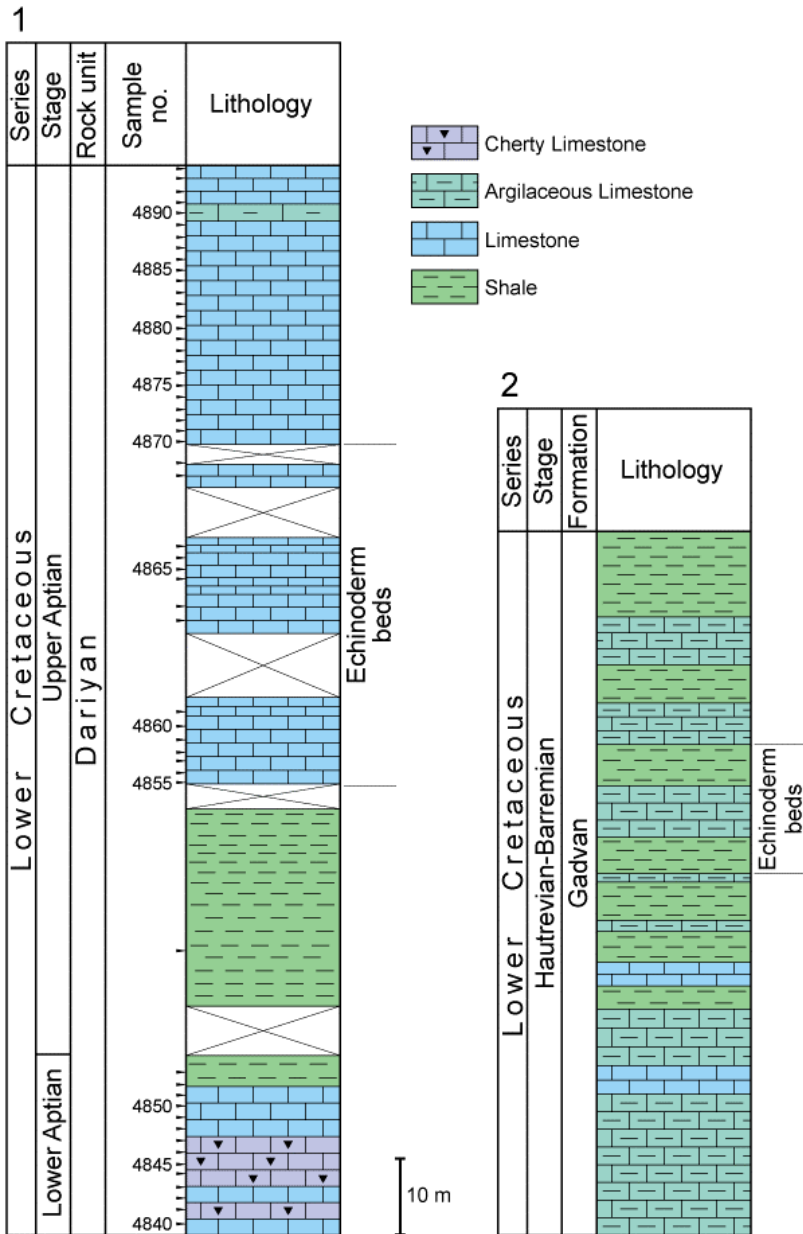 1
Series
Stage
Rock unit
Sample
no.
Lithology
Lower Cretaceous
Upper Aptian
Lower Aptian
Dariyan
4890
4885
4880
4875
4870
4865
4860
4855
4850
4845
4840
Echinoderm
beds
10 m
Cherty Limestone
Argilaceous Limestone
Limestone
Shale
2
Series
Stage
Formation
Lithology
Lower Cretaceous
Hautrevian-Barremian
Gadvan
Echinoderm
beds